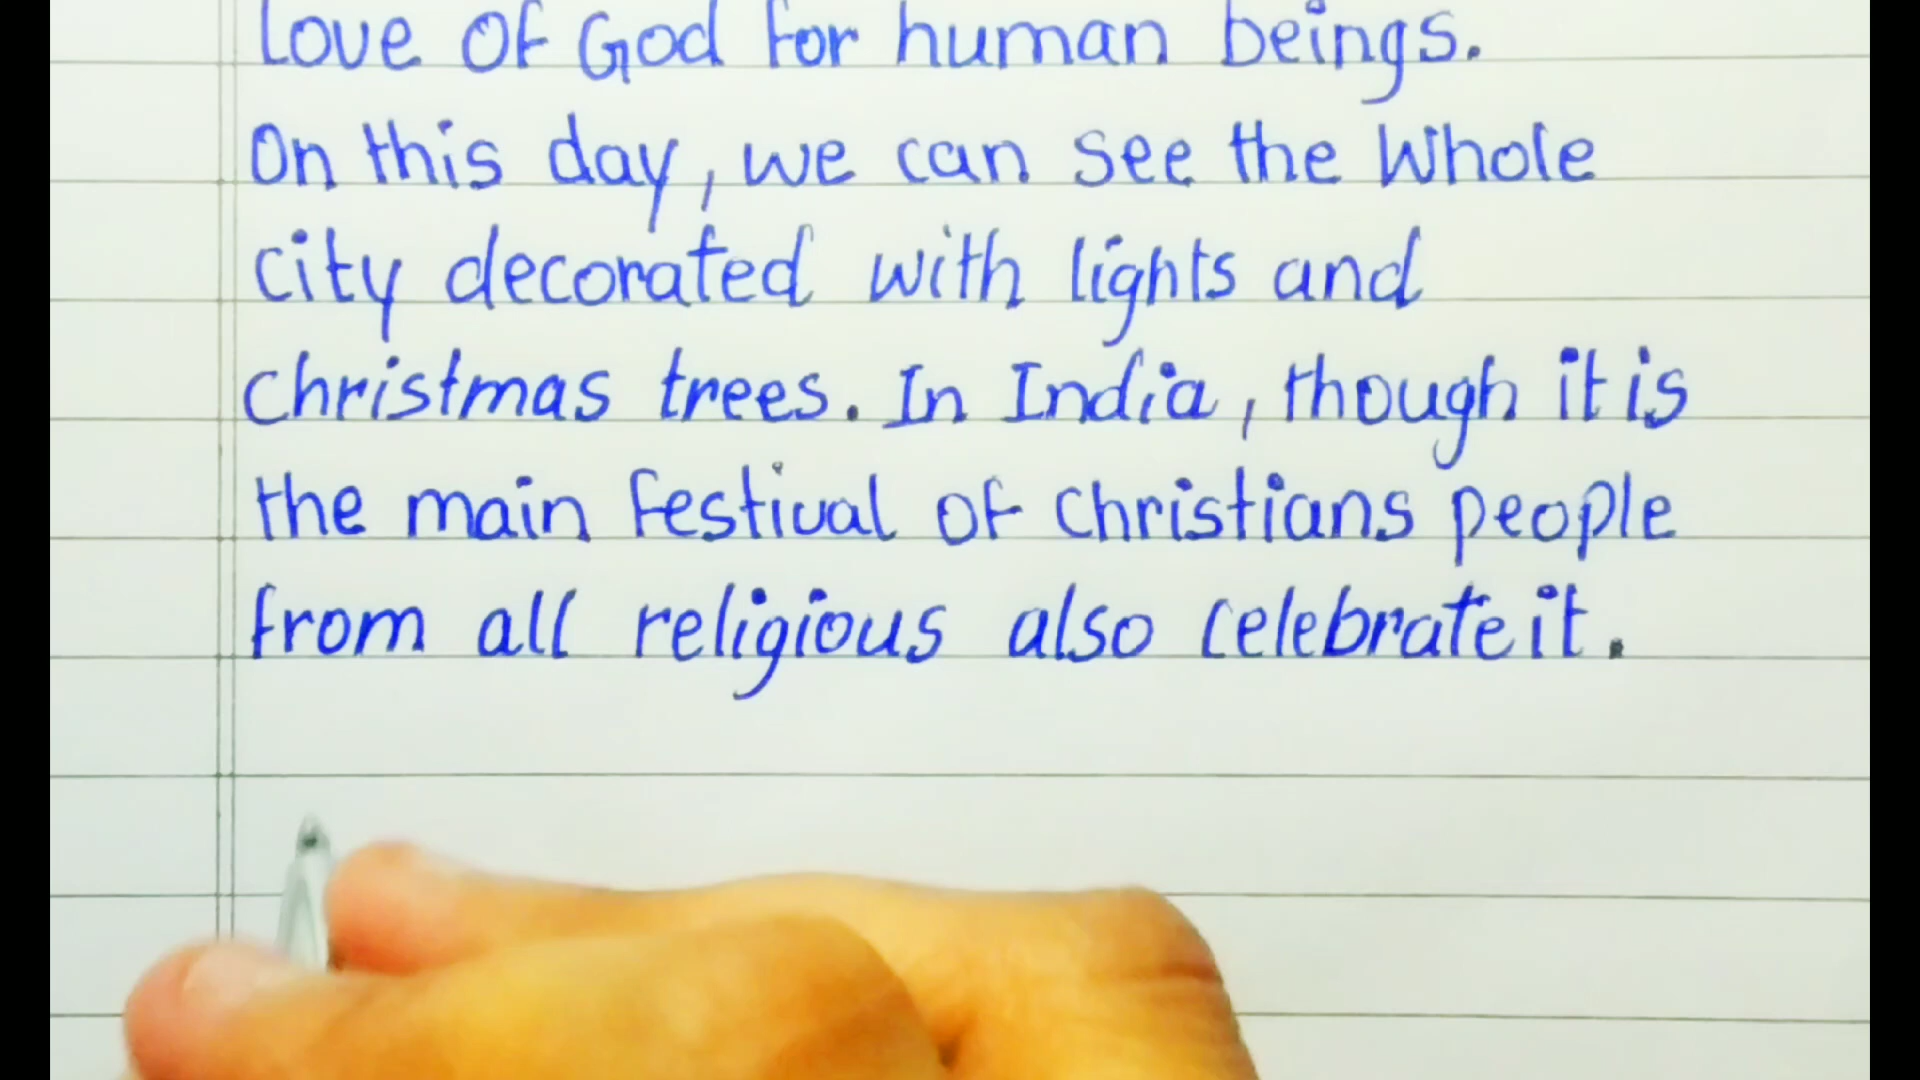 love of God for human beings.
On this day, we can see the whole
city decorated with lights and
christmas trees. In India, though it is
the main festival of christians people
from all religious also celebrate it.